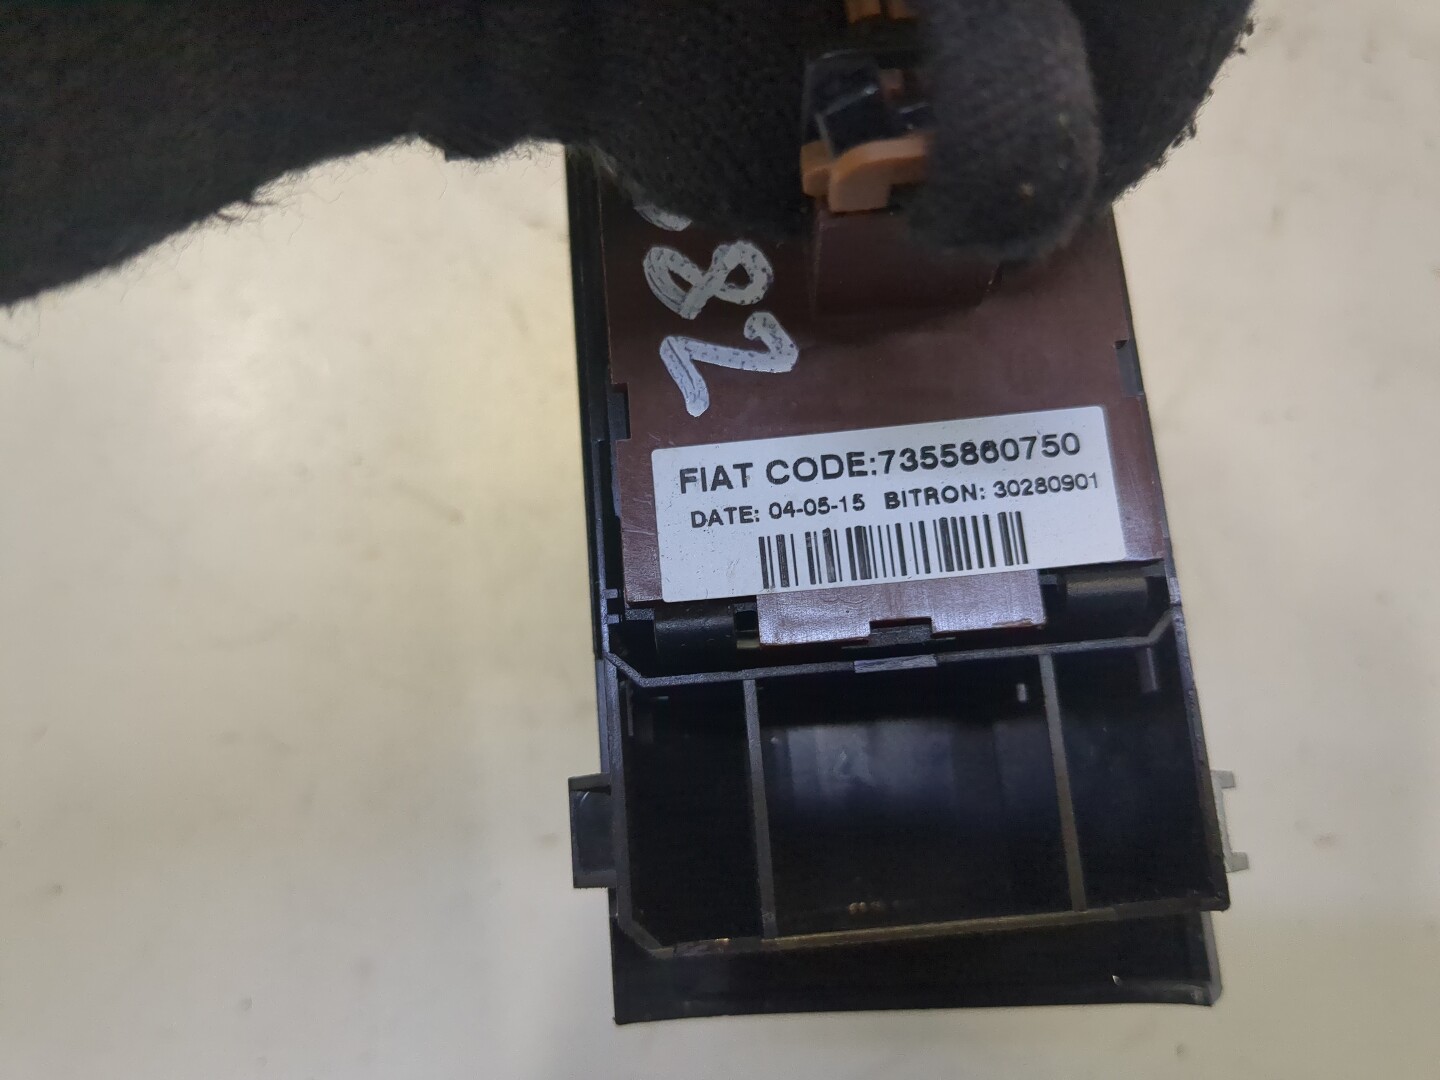 28
FIAT CODE:7355860750
DATE: 04-05-15 BITRON: 30280901